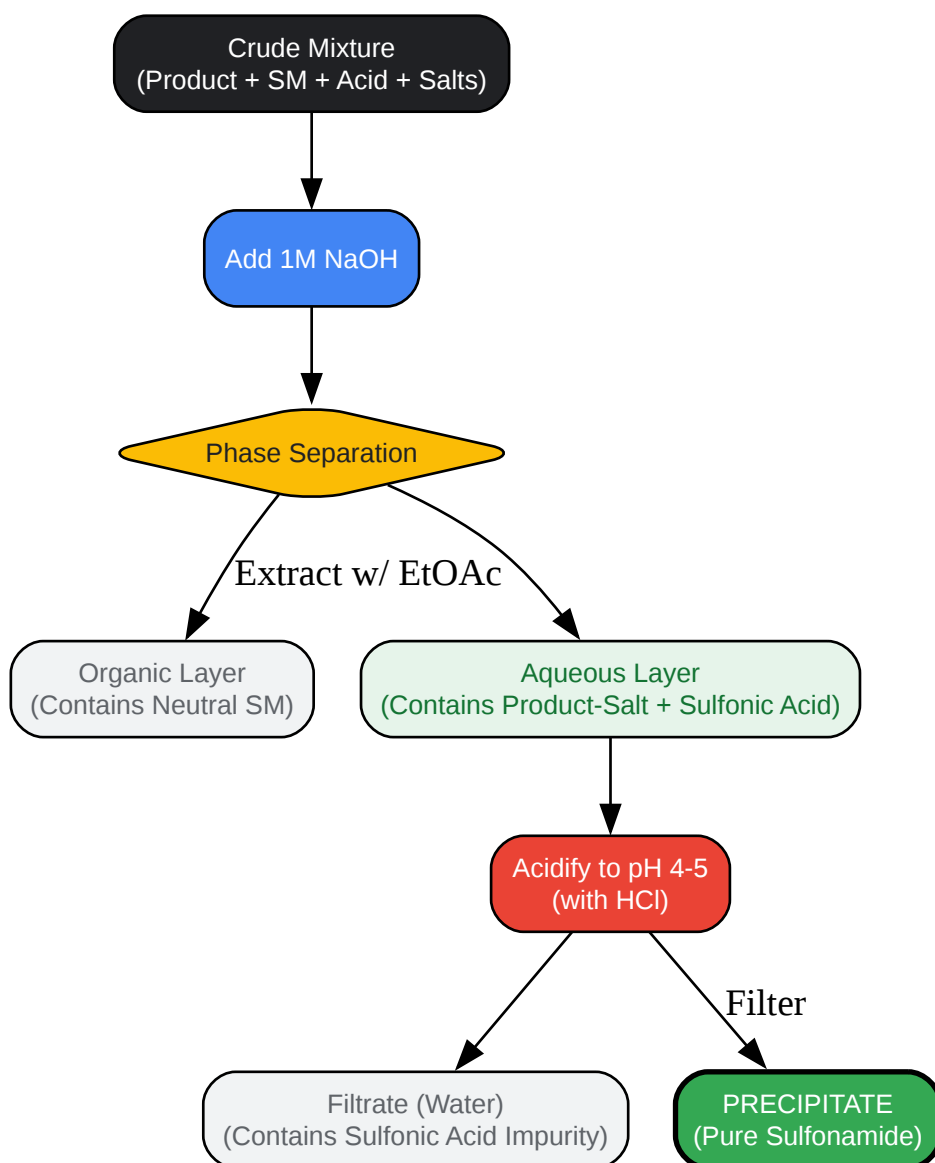 Crude Mixture
(Product + SM + Acid + Salts)
Add 1M NaOH
Phase Separation
Extract w/ EtOAc
Organic Layer
(Contains Neutral SM)
Aqueous Layer
(Contains Product-Salt + Sulfonic Acid)
Acidify to pH 4-5
(with HCl)
Filter
Filtrate (Water)
(Contains Sulfonic Acid Impurity)
PRECIPITATE
(Pure Sulfonamide)